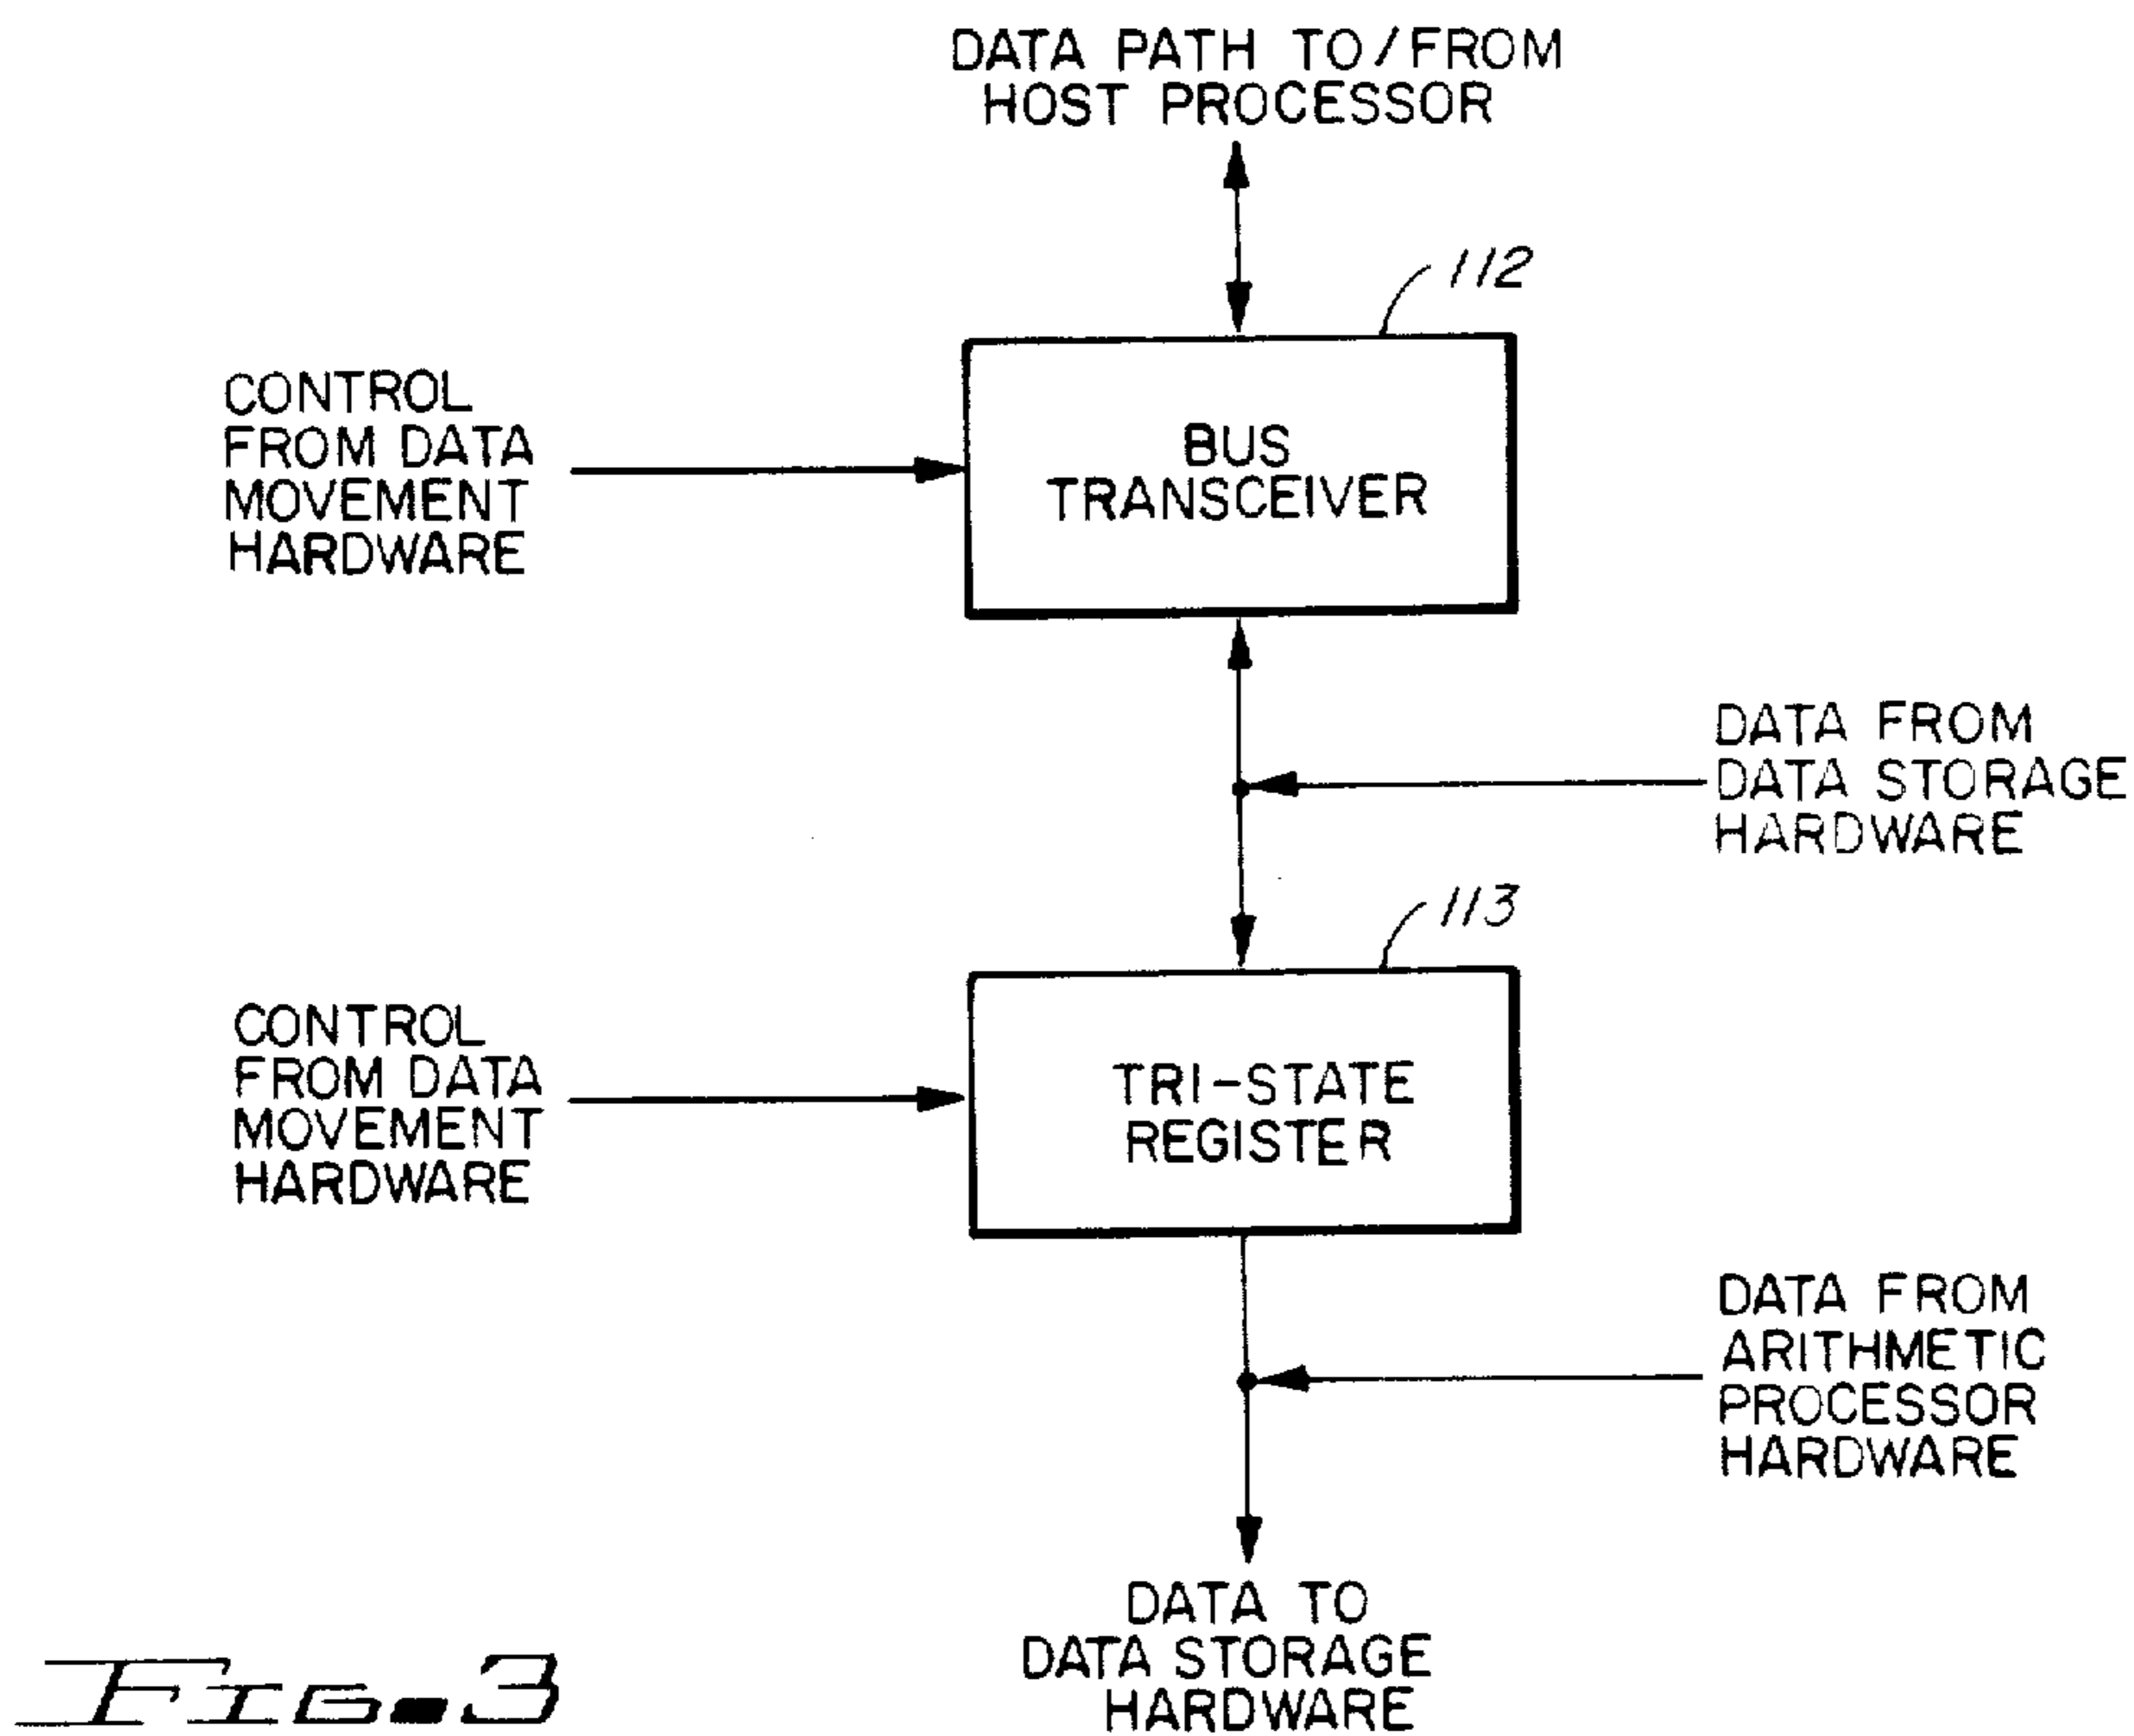 DATA PATH TO/FROM
HOST PROCESSOR
112
CONTROL
FROM DATA
MOVEMENT
HARDWARE
BUS
TRANSCEIVER
DATA FROM
DATA STORAGE
HARDWARE
113
CONTROL
FROM DATA
MOVEMENT
HARDWARE
TRI-STATE
REGISTER
DATA FROM
ARITHMETIC
PROCESSOR
HARDWARE
DATA TO
DATA STORAGE
HARDWARE
FIG. 3